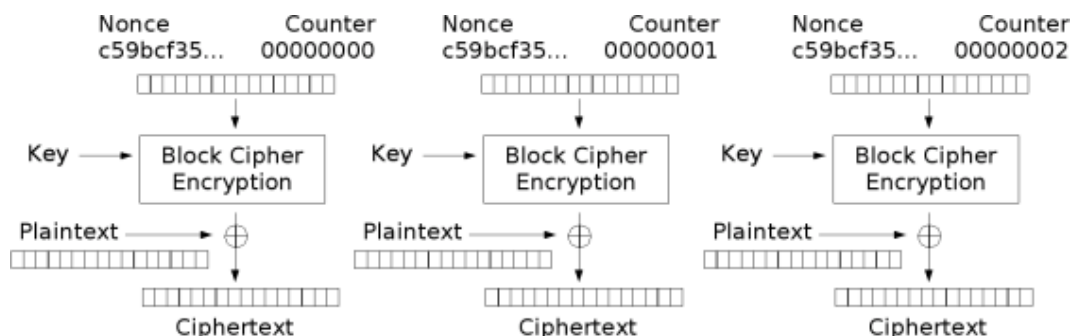 Nonce Counter Nonce Counter Nonce Counter
c59bcf35... 00000000 c59bcf35... 00000001 c59bcf35... 00000002
Key Block Cipher Encryption Key Block Cipher Encryption Key Block Cipher Encryption
Plaintext Plaintext Plaintext
Ciphertext Ciphertext Ciphertext